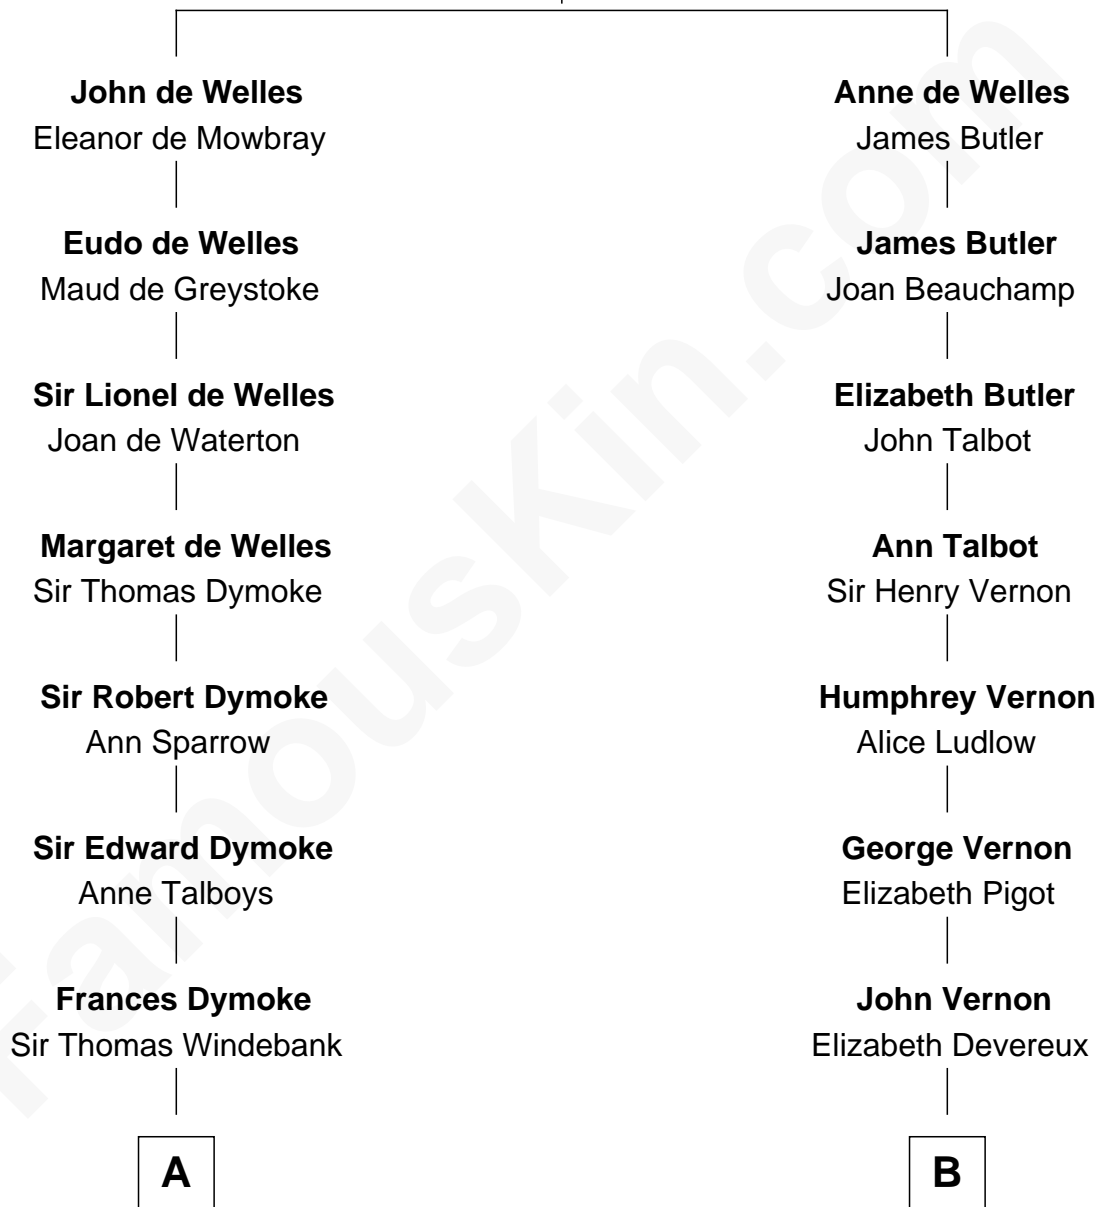 John de Welles
Eleanor de Mowbray
Eudo de Welles
Maud de Greystoke
Sir Lionel de Welles
Joan de Waterton
Margaret de Welles
Sir Thomas Dymoke
Sir Robert Dymoke
Ann Sparrow
Sir Edward Dymoke
Anne Talboys
Frances Dymoke
Sir Thomas Windebank
A
Anne de Welles
James Butler
James Butler
Joan Beauchamp
Elizabeth Butler
John Talbot
Ann Talbot
Sir Henry Vernon
Humphrey Vernon
Alice Ludlow
George Vernon
Elizabeth Pigot
John Vernon
Elizabeth Devereux
B
FamousKin.com